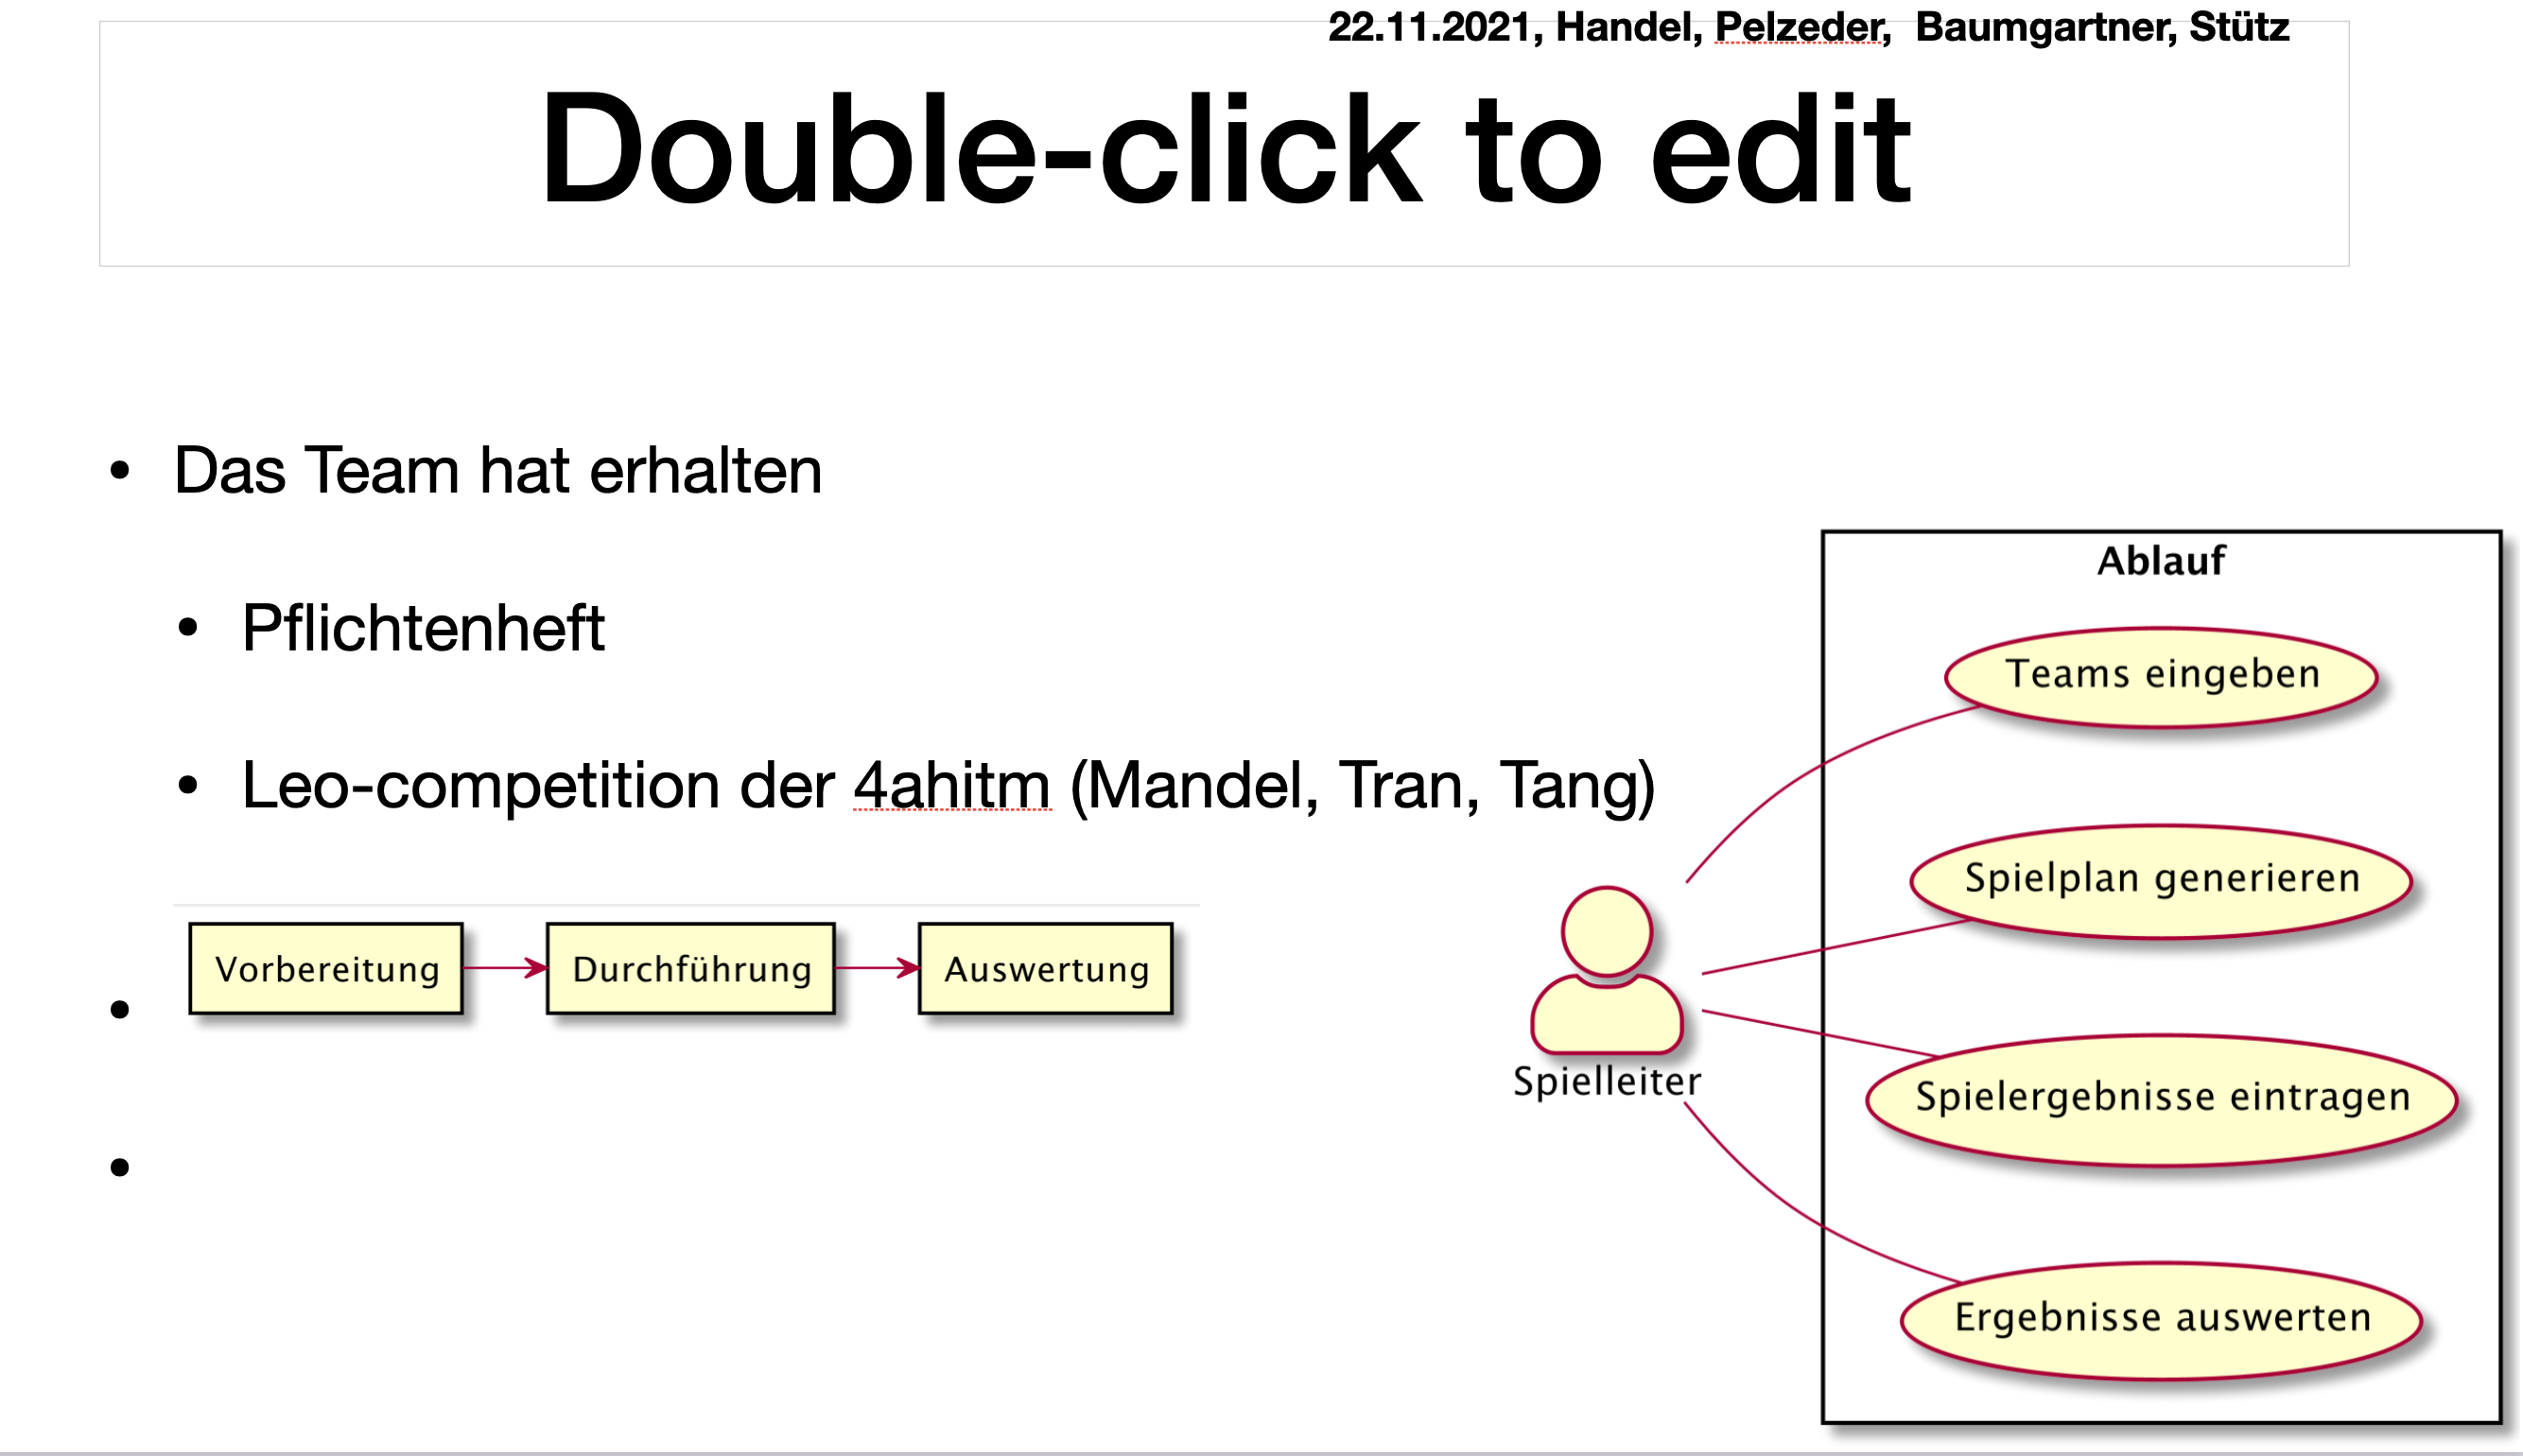 22.11.2021, Handel, Pelzeder,  Baumgartner, Stütz
Double-click to edit
• Das Team hat erhalten
• Pflichtenheft
• Leo-competition der 4ahitm (Mandel, Tran, Tang)
Vorbereitung
Durchführung
Auswertung
•
•
Spielleiter
Ablauf
Teams eingeben
Spielplan generieren
Spielergebnisse eintragen
Ergebnisse auswerten